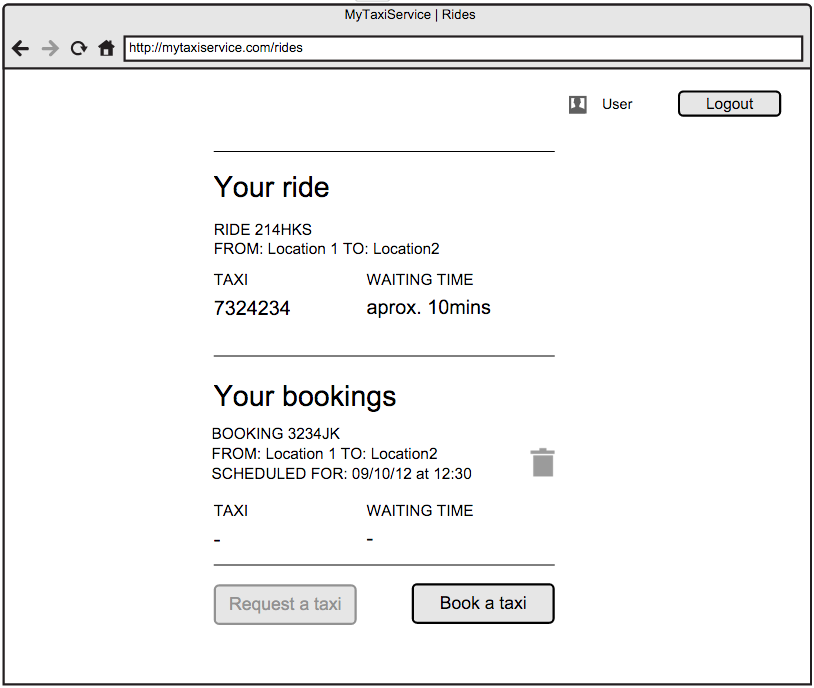 MyTaxiService | Rides
http://mytaxiservice.com/rides
User Logout
Your ride
RIDE 214HKS
FROM: Location 1 TO: Location2
TAXI WAITING TIME
7324234 aprox. 10mins
Your bookings
BOOKING 3234JK
FROM: Location 1 TO: Location2
SCHEDULED FOR: 09/10/12 at 12:30
TAXI WAITING TIME
- -
Request a taxi Book a taxi